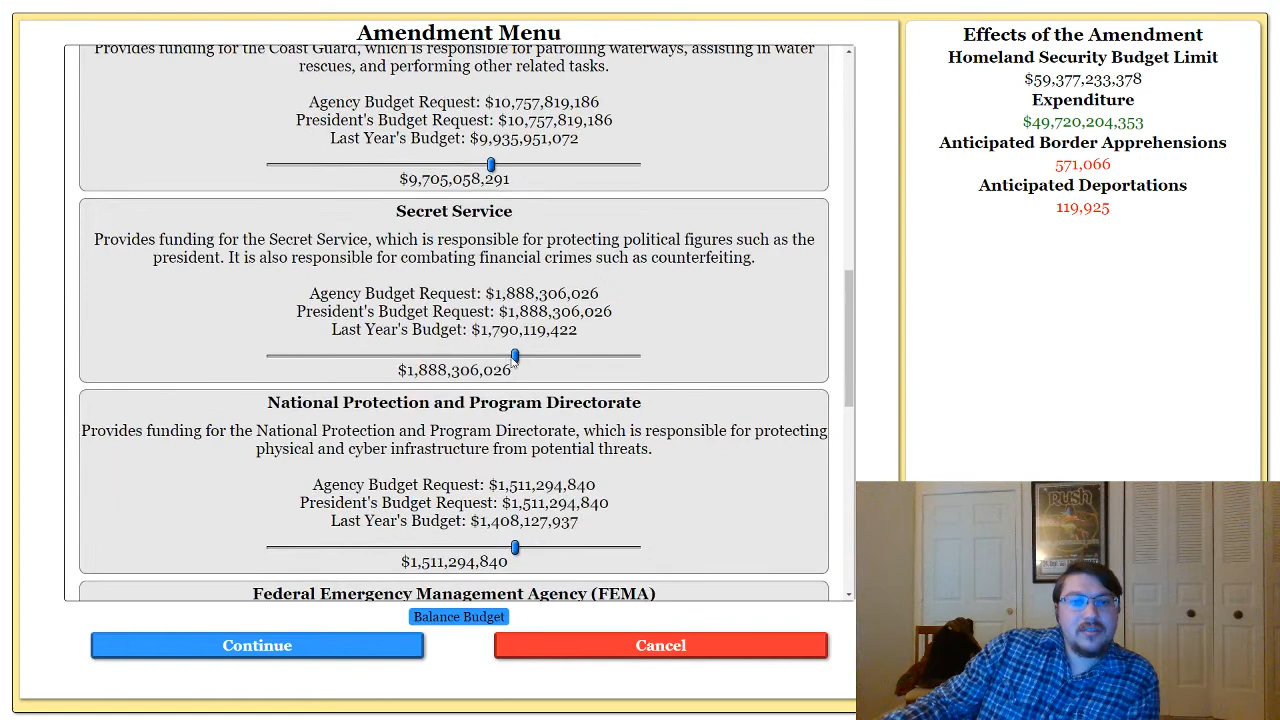 Amendment Menu
Provides funding for the Coast Guard, which is responsible for patrolling waterways, assisting in water
rescues, and performing other related tasks.
Agency Budget Request: $10,757,819,186
President's Budget Request: $10,757,819,186
Last Year's Budget: $9,935,951,072
$9,705,058,291
Secret Service
Provides funding for the Secret Service, which is responsible for protecting political figures such as the
president. It is also responsible for combating financial crimes such as counterfeiting.
Agency Budget Request: $1,888,306,026
President's Budget Request: $1,888,306,026
Last Year's Budget: $1,790,119,422
$1,888,306,026
National Protection and Program Directorate
Provides funding for the National Protection and Program Directorate, which is responsible for protecting
physical and cyber infrastructure from potential threats.
Agency Budget Request: $1,511,294,840
President's Budget Request: $1,511,294,840
Last Year's Budget: $1,408,127,937
$1,511,294,840
Federal Emergency Management Agency (FEMA)
Balance Budget
Continue
Cancel
Effects of the Amendment
Homeland Security Budget Limit
$59,377,233,378
Expenditure
$49,720,204,353
Anticipated Border Apprehensions
571,066
Anticipated Deportations
119,925
Rush